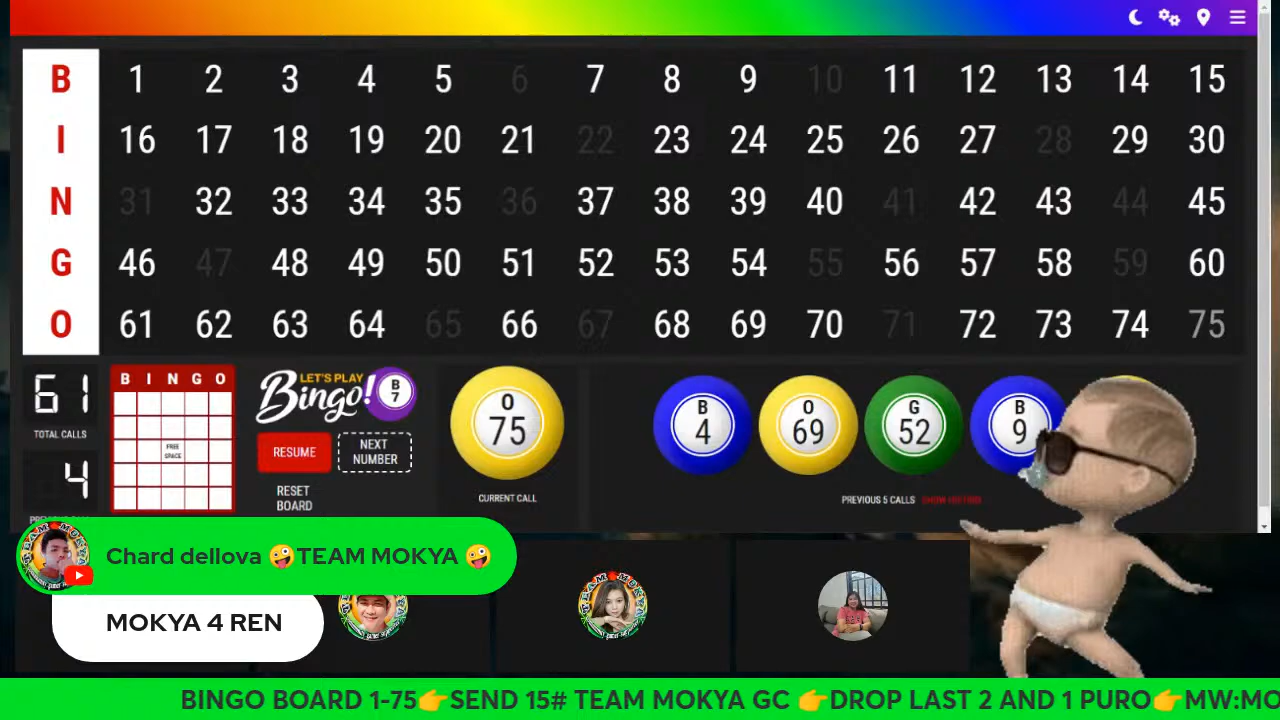 B 1 2 3 4 5 6 7 8 9 10 11 12 13 14 15
I 16 17 18 19 20 21 22 23 24 25 26 27 28 29 30
N 31 32 33 34 35 36 37 38 39 40 41 42 43 44 45
G 46 47 48 49 50 51 52 53 54 55 56 57 58 59 60
O 61 62 63 64 65 66 67 68 69 70 71 72 73 74 75
61
TOTAL CALLS
4
B I N G O
FREE
SPACE
LET'S PLAY
Bingo!
B
7
RESUME
NEXT
NUMBER
RESET
BOARD
O
75
CURRENT CALL
B
4
O
69
G
52
B
9
PREVIOUS 5 CALLS SHOW HISTORY
Chard dellova 🤪TEAM MOKYA 🤪
MOKYA 4 REN
BINGO BOARD 1-75👉SEND 15# TEAM MOKYA GC 👉DROP LAST 2 AND 1 PURO👉MW:MO